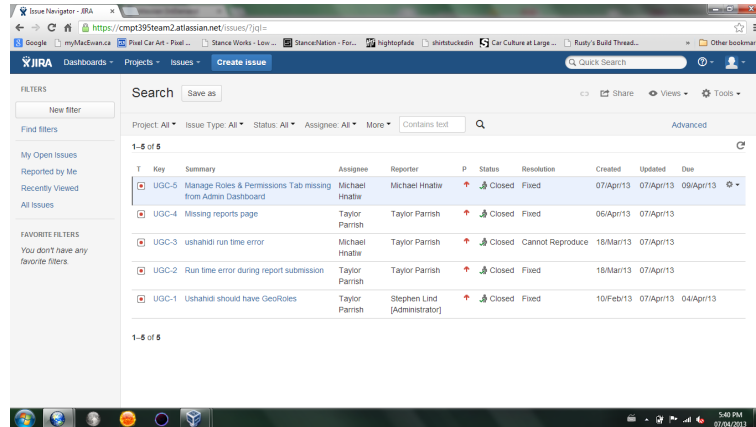 Issue Navigator - JIRA
https://cmpt395team2.atlassian.net/issues/?jql=
Google myMacEwan.ca Pixel Car Art - Pixel ... Stance Works - Low ... Stance:Nation - For... hightopfade shirtstuckedin Car Culture at Large ... Rusty's Build Thread... » Other bookmar
JIRA Dashboards Projects Issues Create issue Quick Search
FILTERS
New filter
Find filters
My Open Issues
Reported by Me
Recently Viewed
All Issues
FAVORITE FILTERS
You don't have any
favorite filters.
Search Save as Share Views Tools
Project: All Issue Type: All Status: All Assignee: All More Contains text Advanced
1–5 of 5
T Key Summary Assignee Reporter P Status Resolution Created Updated Due
UGC-5 Manage Roles & Permissions Tab missing Michael Michael Hnatiw Closed Fixed 07/Apr/13 07/Apr/13 09/Apr/13
from Admin Dashboard Hnatiw
UGC-4 Missing reports page Taylor Taylor Parrish Closed Fixed 06/Apr/13 07/Apr/13
Parrish
UGC-3 ushahidi run time error Michael Taylor Parrish Closed Cannot Reproduce 18/Mar/13 07/Apr/13
Hnatiw
UGC-2 Run time error during report submission Taylor Taylor Parrish Closed Fixed 18/Mar/13 07/Apr/13
Parrish
UGC-1 Ushahidi should have GeoRoles Taylor Stephen Lind Closed Fixed 10/Feb/13 07/Apr/13 04/Apr/13
Parrish [Administrator]
1–5 of 5
5:40 PM
07/04/2013